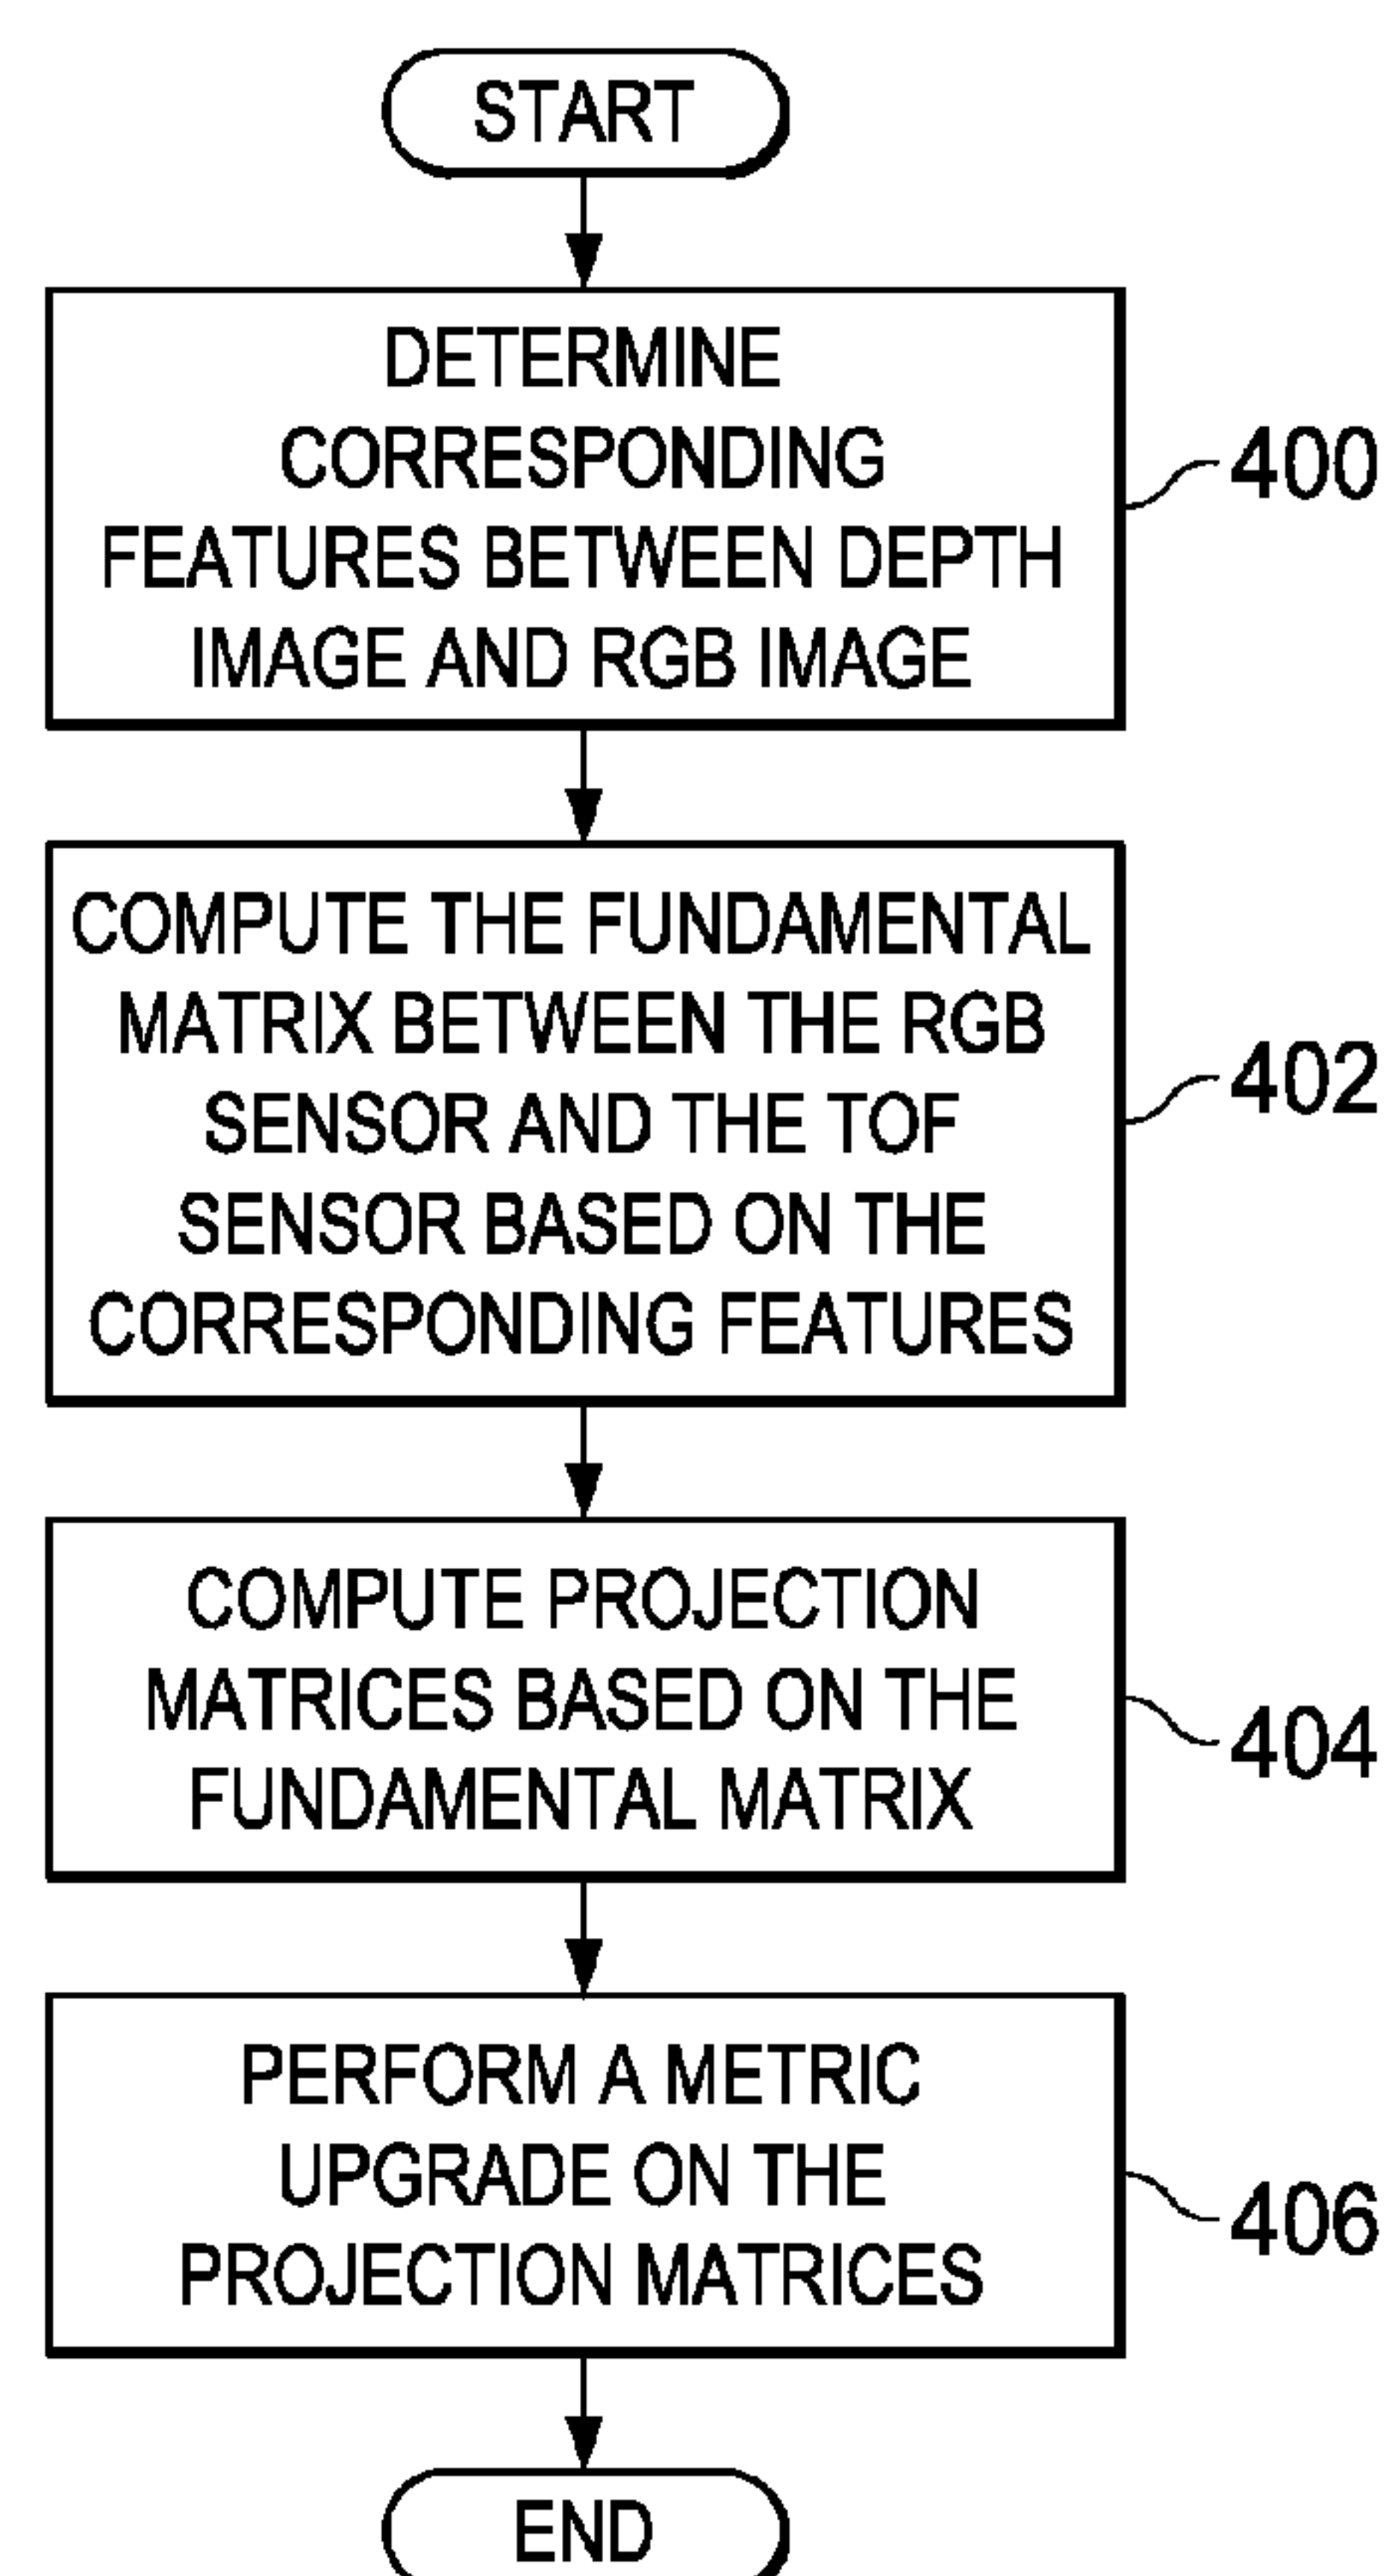 START
DETERMINE
CORRESPONDING
FEATURES BETWEEN DEPTH
IMAGE AND RGB IMAGE
400
COMPUTE THE FUNDAMENTAL
MATRIX BETWEEN THE RGB
SENSOR AND THE TOF
SENSOR BASED ON THE
CORRESPONDING FEATURES
402
COMPUTE PROJECTION
MATRICES BASED ON THE
FUNDAMENTAL MATRIX
404
PERFORM A METRIC
UPGRADE ON THE
PROJECTION MATRICES
406
END